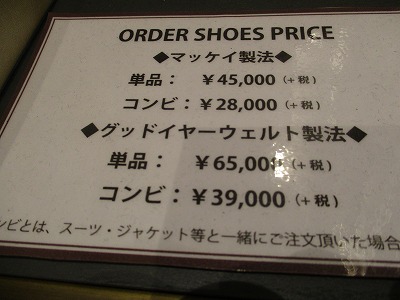 ORDER SHOES PRICE
◆マッケイ製法◆
単品： ￥45,000（+税）
コンビ：￥28,000（+税）
◆グッドイヤーウェルト製法◆
単品： ￥65,000（+税）
コンビ：￥39,000（+税）
ンビとは、スーツ・ジャケット等と一緒にご注文頂いた場合